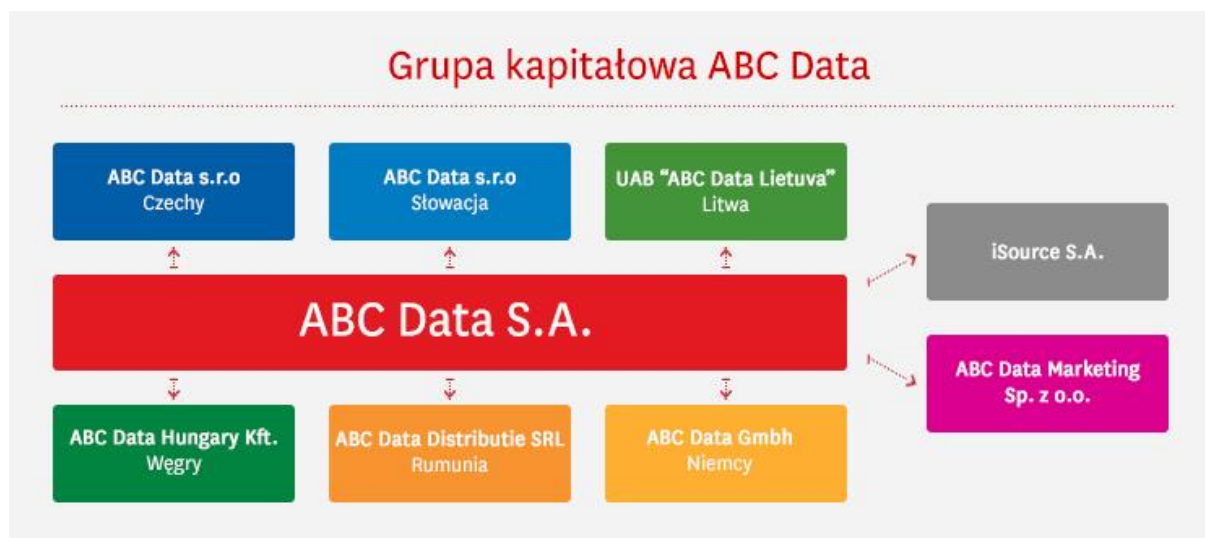 Grupa kapitałowa ABC Data
ABC Data s.r.o
Czechy
ABC Data s.r.o
Słowacja
UAB “ABC Data Lietuva”
Litwa
iSource S.A.
ABC Data S.A.
ABC Data Marketing
Sp. z o.o.
ABC Data Hungary Kft.
Węgry
ABC Data Distributie SRL
Rumunia
ABC Data Gmbh
Niemcy